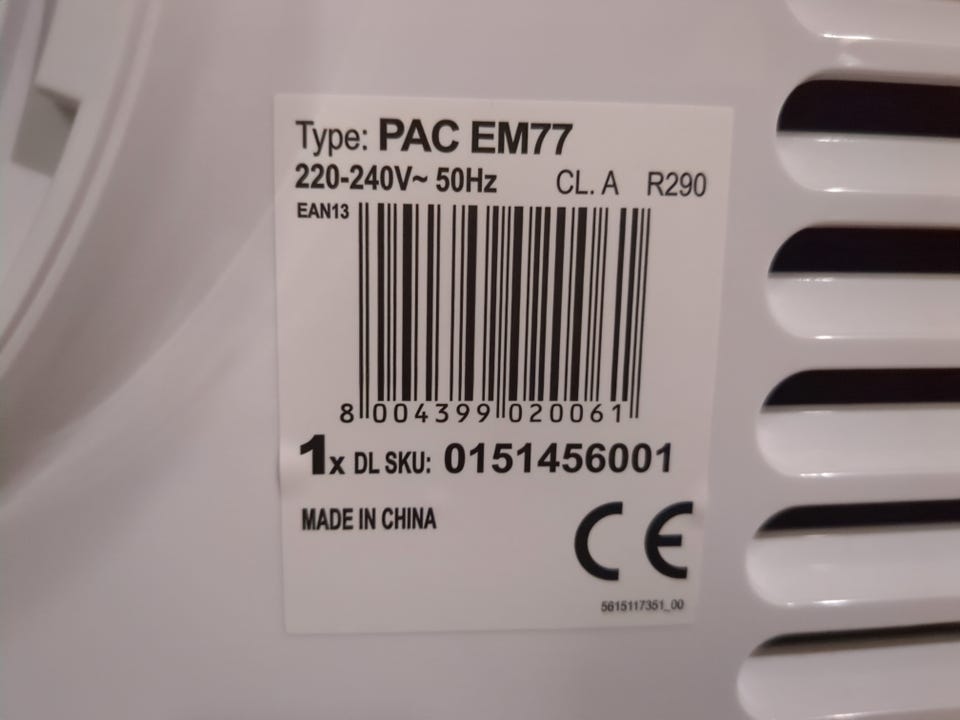 Type: PAC EM77
220-240V~ 50Hz CL. A R290
EAN13
8 004399 020061
1x DL SKU: 0151456001
MADE IN CHINA
CE
5615117351_00